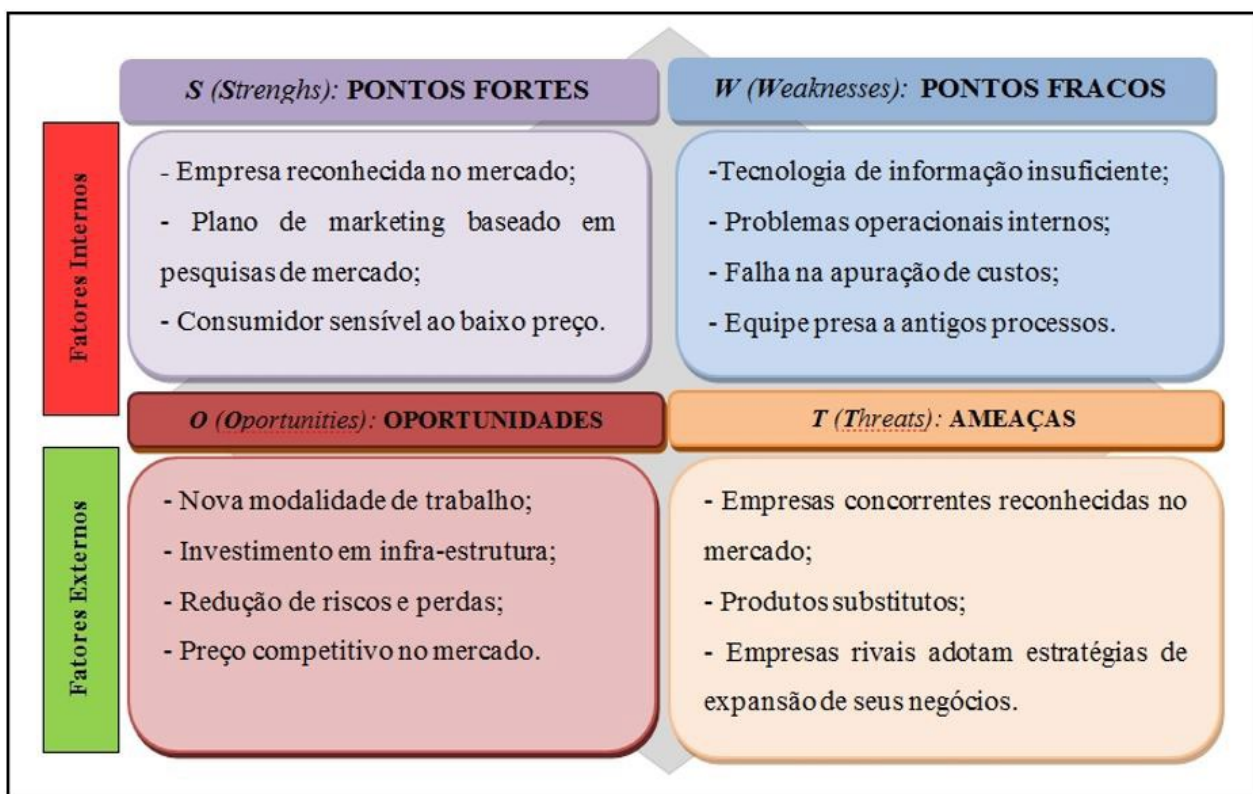 S (Strenghs): PONTOS FORTES
W (Weaknesses): PONTOS FRACOS
Fatores Internos
- Empresa reconhecida no mercado;
- Plano de marketing baseado em
pesquisas de mercado;
- Consumidor sensível ao baixo preço.
-Tecnologia de informação insuficiente;
- Problemas operacionais internos;
- Falha na apuração de custos;
- Equipe presa a antigos processos.
O (Oportunities): OPORTUNIDADES
T (Threats): AMEAÇAS
Fatores Externos
- Nova modalidade de trabalho;
- Investimento em infra-estrutura;
- Redução de riscos e perdas;
- Preço competitivo no mercado.
- Empresas concorrentes reconhecidas no
mercado;
- Produtos substitutos;
- Empresas rivais adotam estratégias de
expansão de seus negócios.